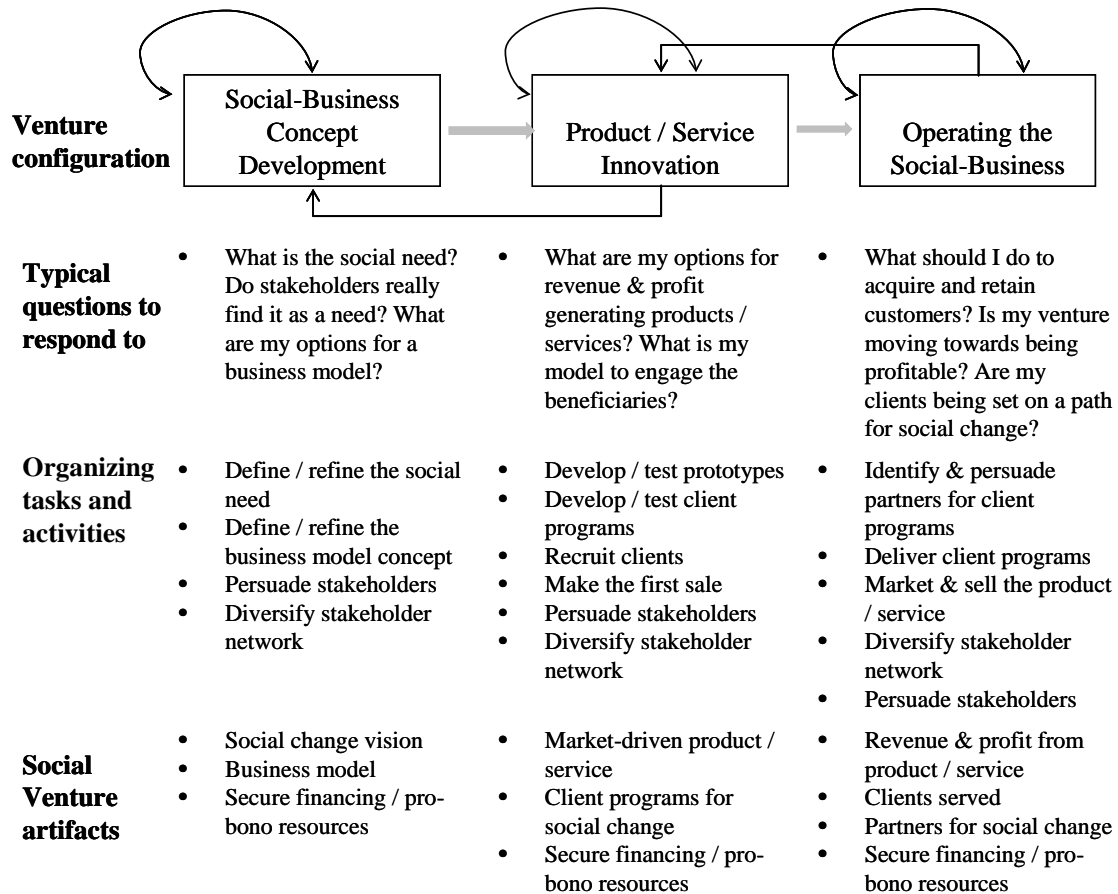 Venture
configuration
Social-Business
Concept
Development
Product / Service
Innovation
Operating the
Social-Business
Typical
questions to
respond to
• What is the social need?
Do stakeholders really
find it as a need? What
are my options for a
business model?
• What are my options for
revenue & profit
generating products /
services? What is my
model to engage the
beneficiaries?
• What should I do to
acquire and retain
customers? Is my venture
moving towards being
profitable? Are my
clients being set on a path
for social change?
Organizing
tasks and
activities
• Define / refine the social
need
• Define / refine the
business model concept
• Persuade stakeholders
• Diversify stakeholder
network
• Develop / test prototypes
• Develop / test client
programs
• Recruit clients
• Make the first sale
• Persuade stakeholders
• Diversify stakeholder
network
• Identify & persuade
partners for client
programs
• Deliver client programs
• Market & sell the product
/ service
• Diversify stakeholder
network
• Persuade stakeholders
Social
Venture
artifacts
• Social change vision
• Business model
• Secure financing / pro-
bono resources
• Market-driven product /
service
• Client programs for
social change
• Secure financing / pro-
bono resources
• Revenue & profit from
product / service
• Clients served
• Partners for social change
• Secure financing / pro-
bono resources